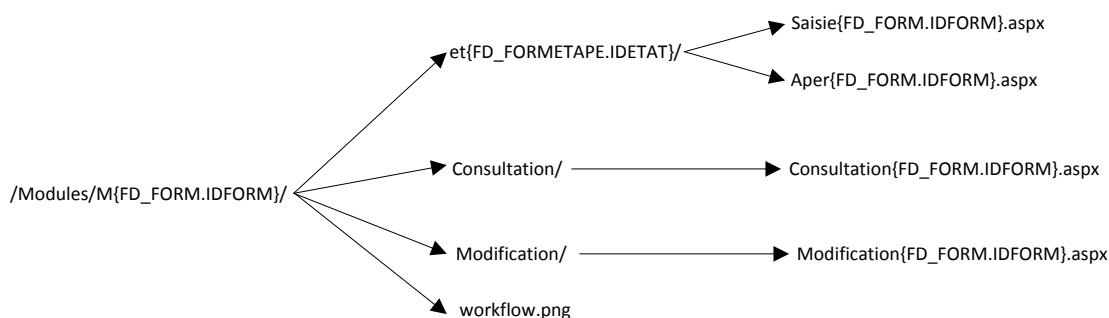 Saisie{FD_FORM.IDFORM}.aspx
et{FD_FORMETAPE.IDETAT}/
Aper{FD_FORM.IDFORM}.aspx
Consultation/
Consultation{FD_FORM.IDFORM}.aspx
/Modules/M{FD_FORM.IDFORM}/
Modification/
Modification{FD_FORM.IDFORM}.aspx
workflow.png